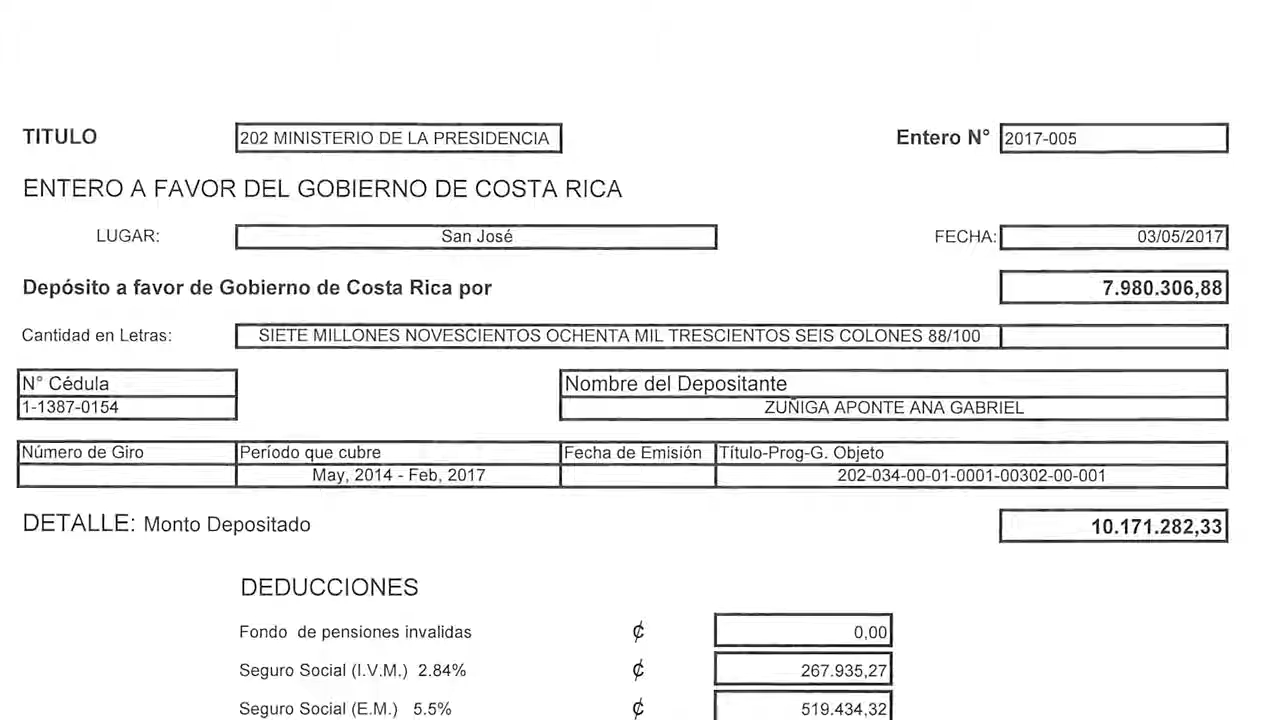 TITULO 202 MINISTERIO DE LA PRESIDENCIA Entero N° 2017-005
ENTERO A FAVOR DEL GOBIERNO DE COSTA RICA
LUGAR: San José FECHA: 03/05/2017
Depósito a favor de Gobierno de Costa Rica por 7.980.306,88
Cantidad en Letras: SIETE MILLONES NOVESCIENTOS OCHENTA MIL TRESCIENTOS SEIS COLONES 88/100
N° Cédula Nombre del Depositante
1-1387-0154 ZUÑIGA APONTE ANA GABRIEL
Número de Giro Período que cubre Fecha de Emisión Título-Prog-G. Objeto
May, 2014 - Feb, 2017 202-034-00-01-0001-00302-00-001
DETALLE: Monto Depositado 10.171.282,33
DEDUCCIONES
Fondo de pensiones invalidas ₡ 0,00
Seguro Social (I.V.M.) 2.84% ₡ 267.935,27
Seguro Social (E.M.) 5.5% ₡ 519.434,32